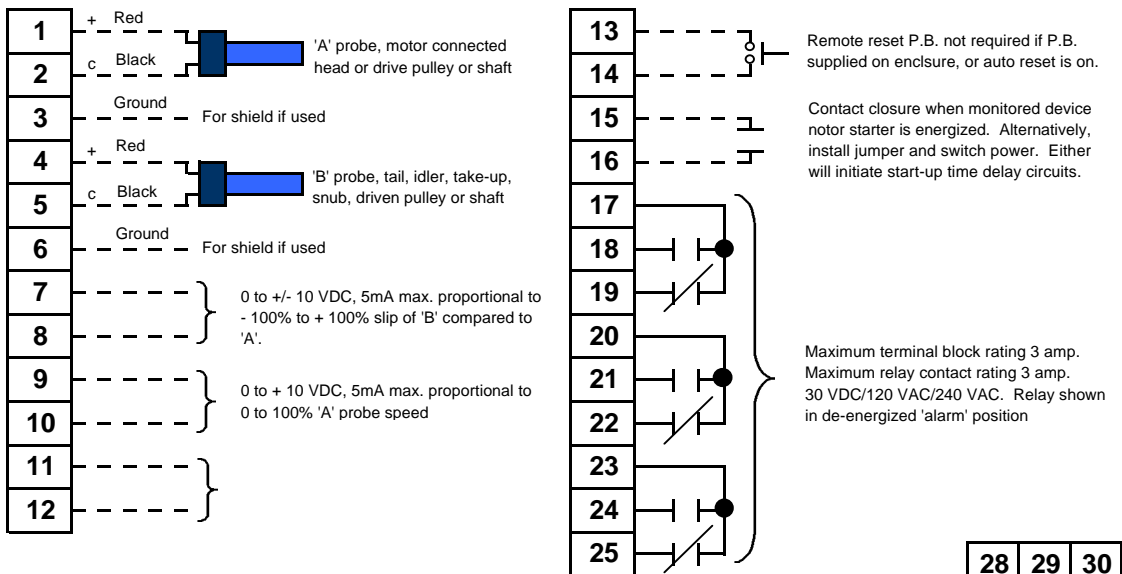 1
+ Red
'A' probe, motor connected
head or drive pulley or shaft
2
c Black
Ground
3
For shield if used
4
+ Red
'B' probe, tail, idler, take-up,
snub, driven pulley or shaft
5
c Black
Ground
6
For shield if used
7
8
0 to +/- 10 VDC, 5mA max. proportional to
- 100% to + 100% slip of 'B' compared to
'A'.
9
10
0 to + 10 VDC, 5mA max. proportional to
0 to 100% 'A' probe speed
11
12
13
14
Remote reset P.B. not required if P.B.
supplied on enclsure, or auto reset is on.
15
16
Contact closure when monitored device
notor starter is energized. Alternatively,
install jumper and switch power. Either
will initiate start-up time delay circuits.
17
18
19
20
21
22
23
24
25
Maximum terminal block rating 3 amp.
Maximum relay contact rating 3 amp.
30 VDC/120 VAC/240 VAC. Relay shown
in de-energized 'alarm' position
28 29 30